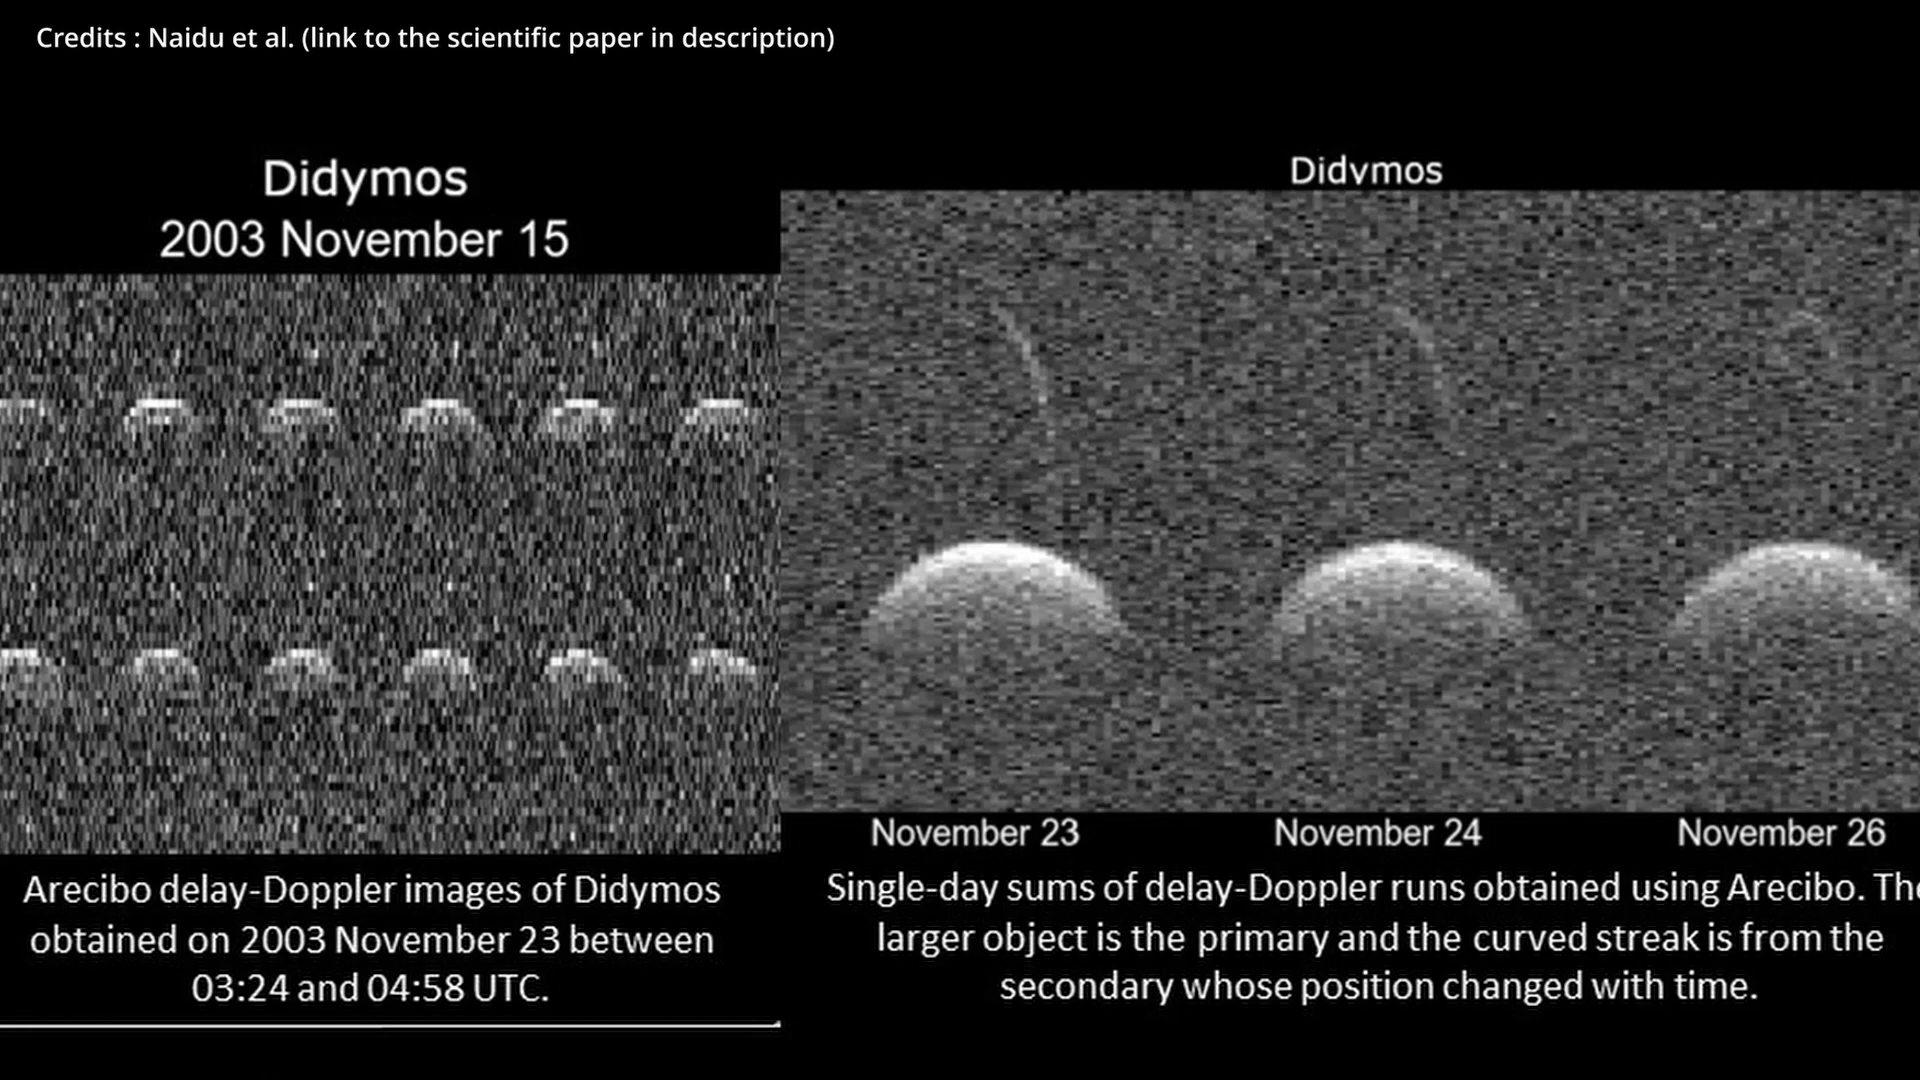 Credits : Naidu et al. (link to the scientific paper in description)
Didymos
2003 November 15
Arecibo delay-Doppler images of Didymos
obtained on 2003 November 23 between
03:24 and 04:58 UTC.
Didymos
November 23
November 24
November 26
Single-day sums of delay-Doppler runs obtained using Arecibo. The
larger object is the primary and the curved streak is from the
secondary whose position changed with time.